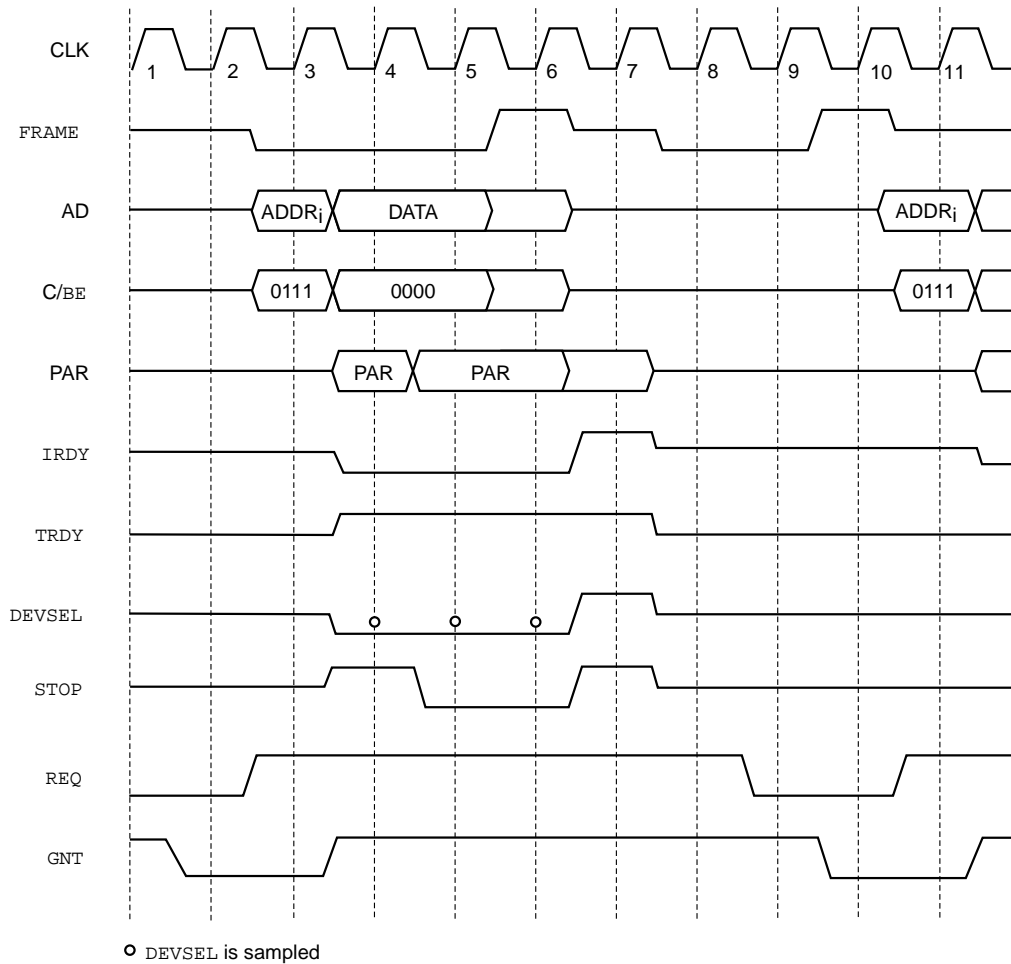 CLK
1 2 3 4 5 6 7 8 9 10 11
FRAME
AD
ADDRi DATA ADDRi
C/BE
0111 0000 0111
PAR
PAR PAR
IRDY
TRDY
DEVSEL
STOP
REQ
GNT
DEVSEL is sampled